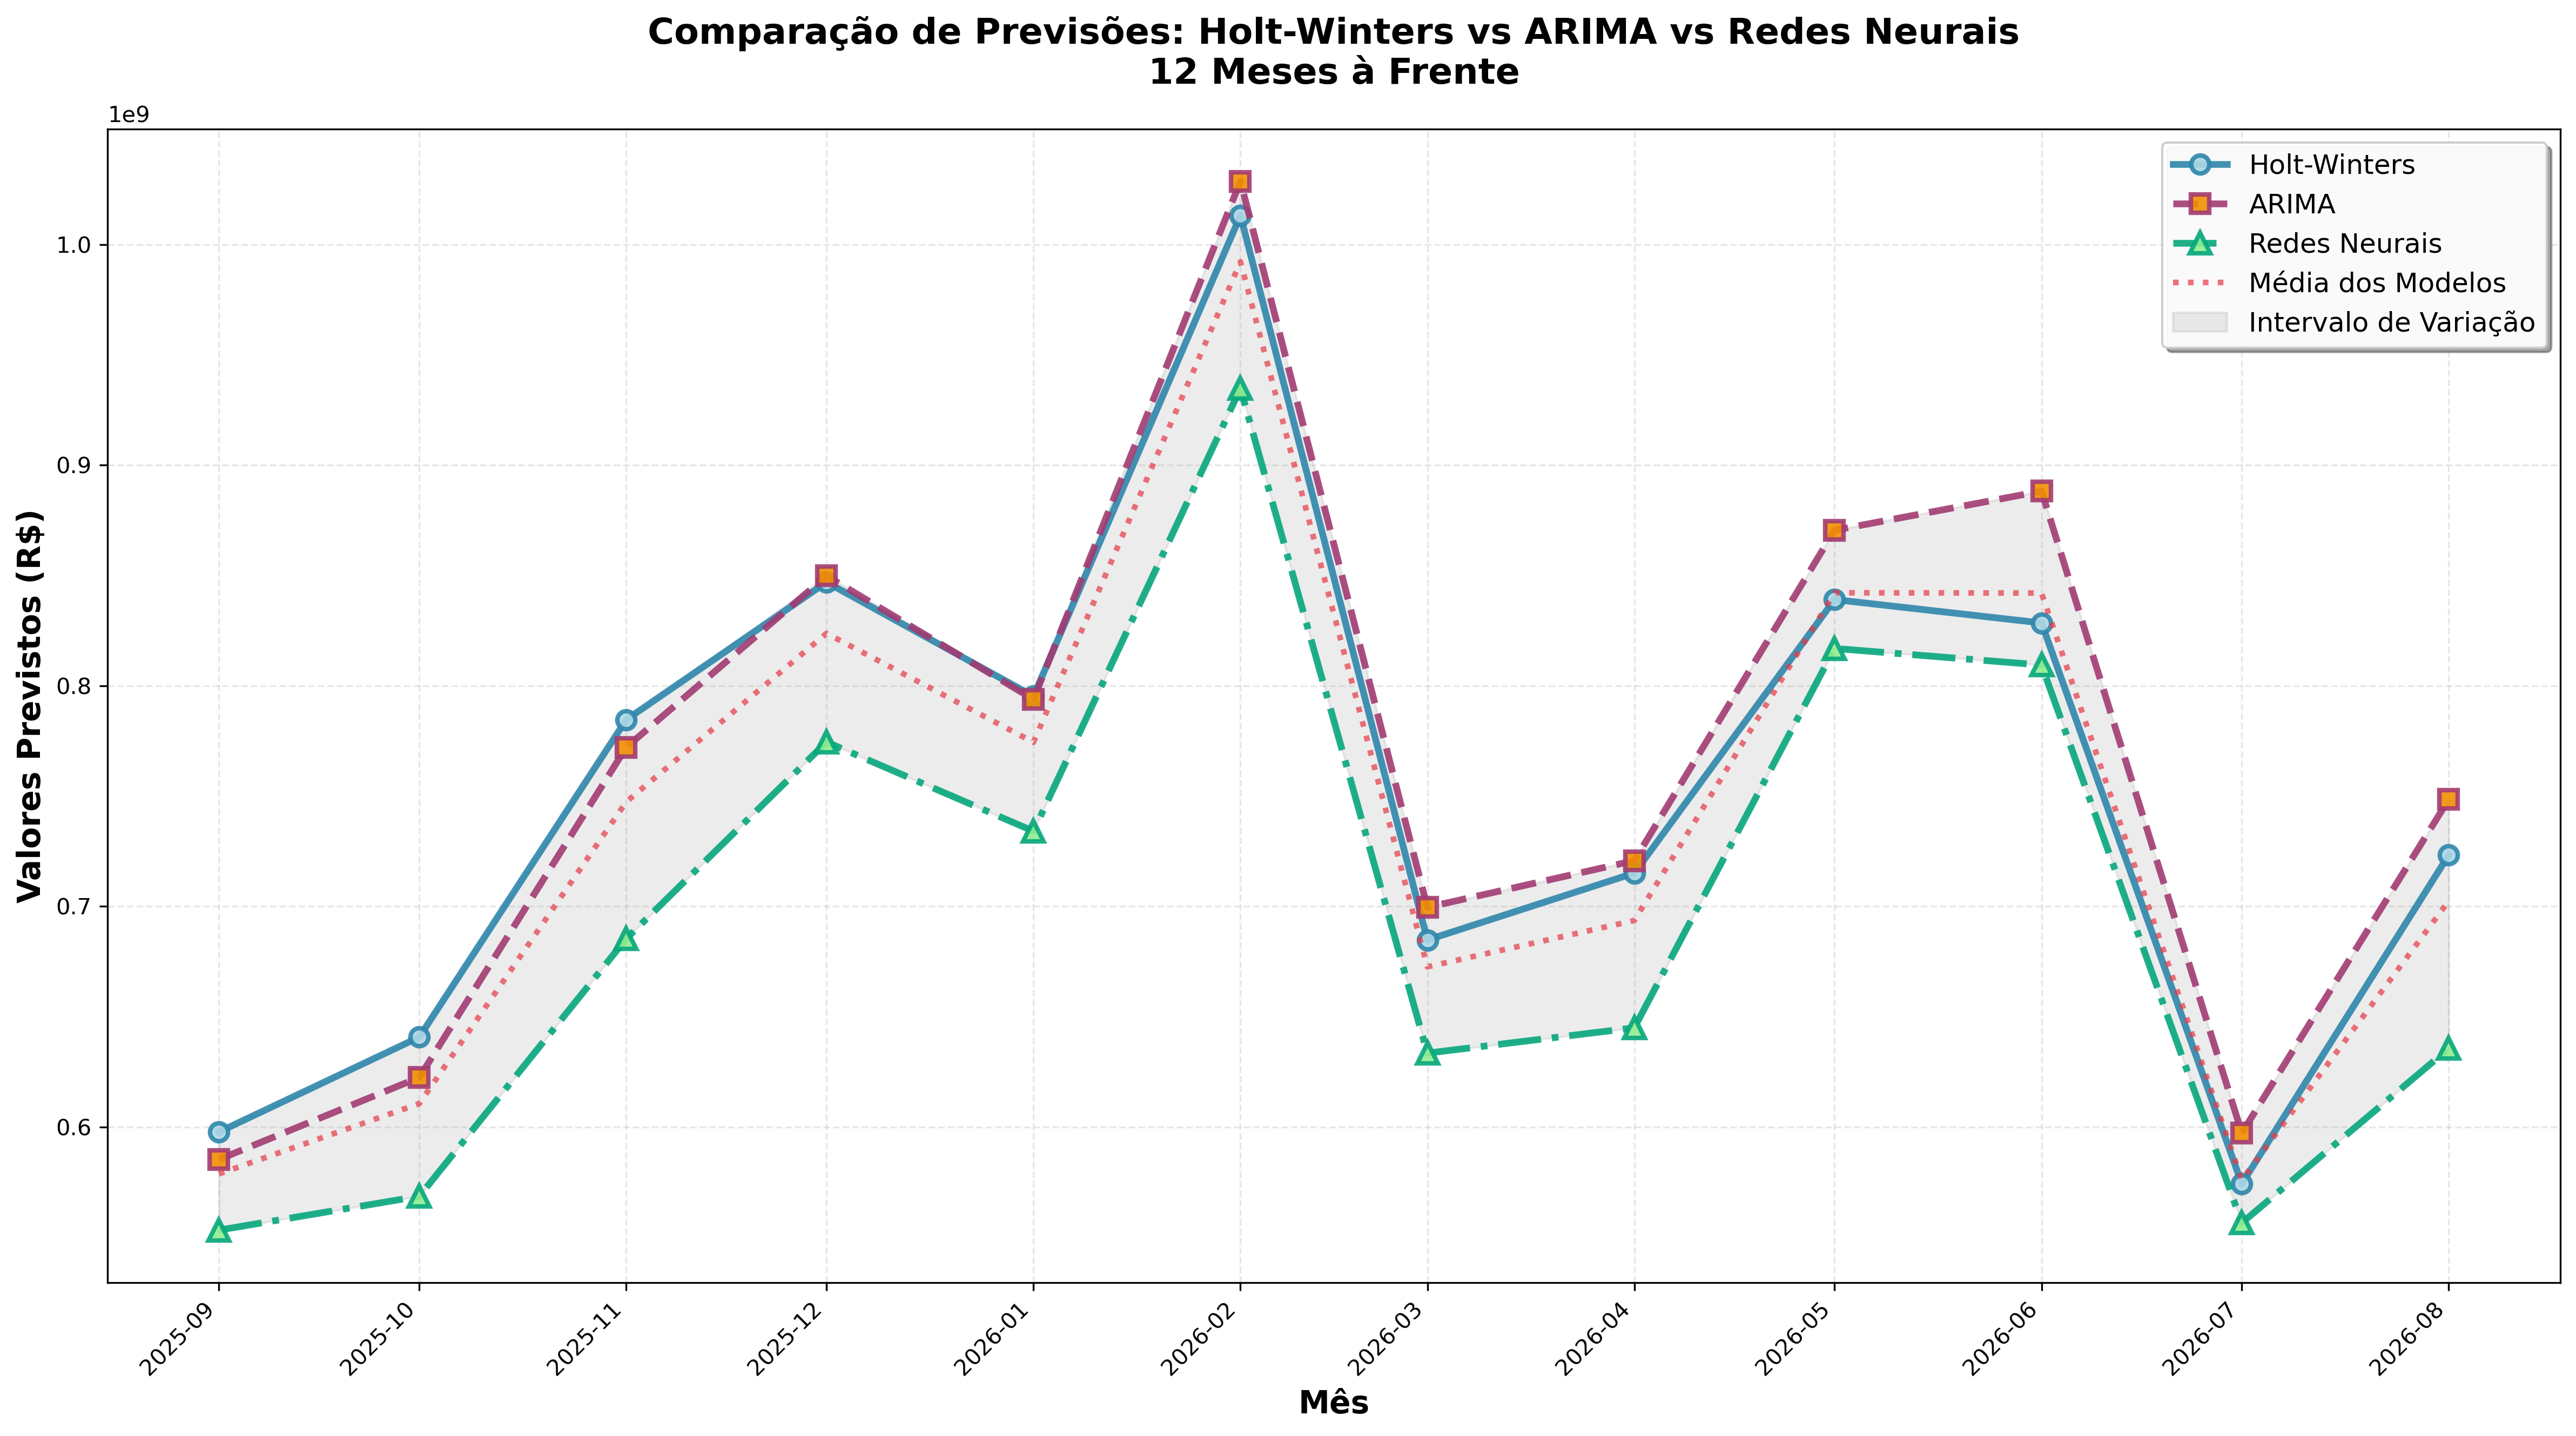 Comparação de Previsões: Holt-Winters vs ARIMA vs Redes Neurais
12 Meses à Frente
1e9
Holt-Winters
ARIMA
Redes Neurais
Média dos Modelos
Intervalo de Variação
Valores Previstos (R$)
1.0
0.9
0.8
0.7
0.6
2025-09
2025-10
2025-11
2025-12
2026-01
2026-02
2026-03
2026-04
2026-05
2026-06
2026-07
2026-08
Mês